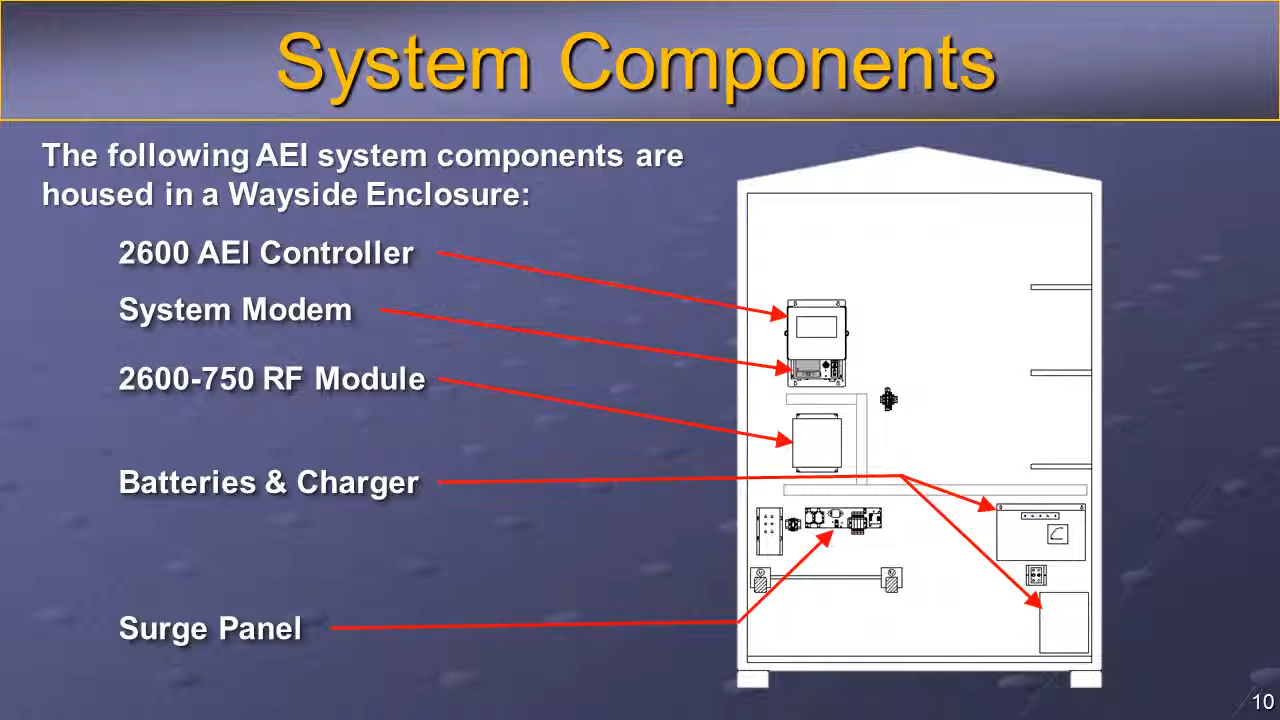 System Components
The following AEI system components are
housed in a Wayside Enclosure:
2600 AEI Controller
System Modem
2600-750 RF Module
Batteries & Charger
Surge Panel
10